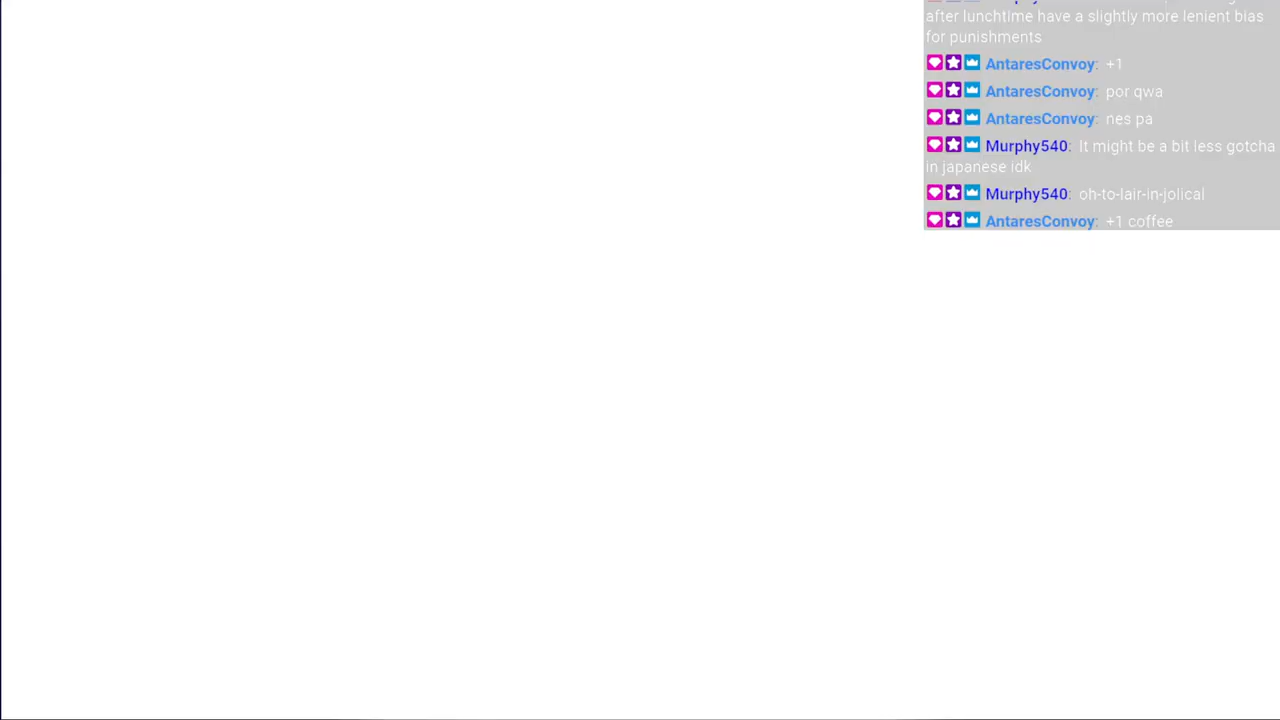 after lunchtime have a slightly more lenient bias
for punishments
AntaresConvoy: +1
AntaresConvoy: por qwa
AntaresConvoy: nes pa
Murphy540: It might be a bit less gotcha
in japanese idk
Murphy540: oh-to-lair-in-jolical
AntaresConvoy: +1 coffee